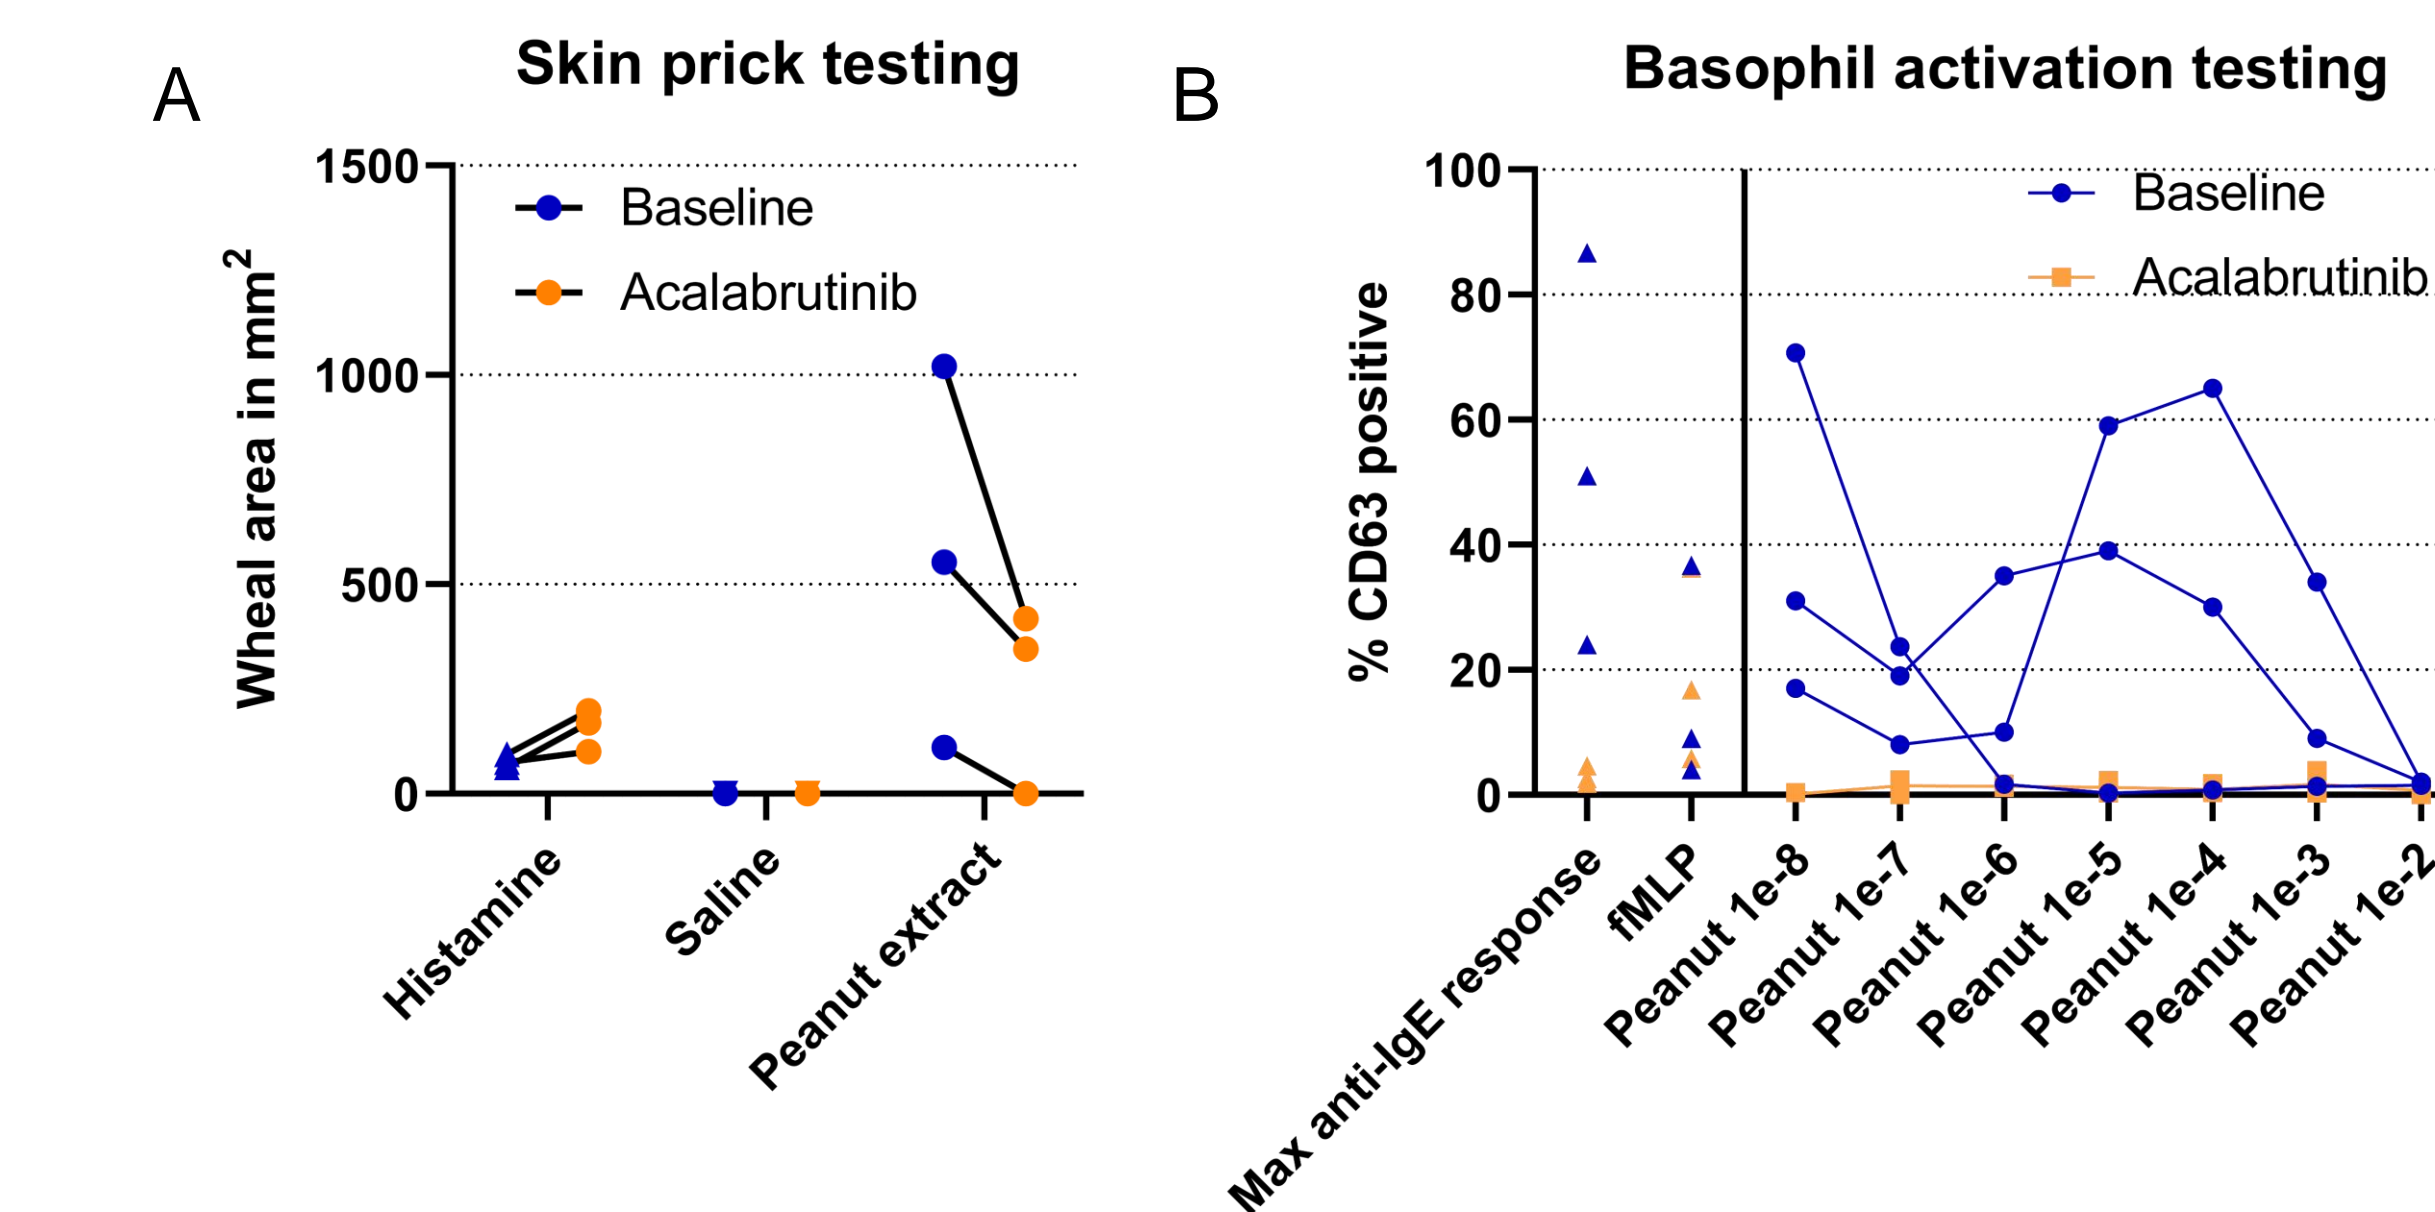 A
Skin prick testing
Wheal area in mm²
1500
1000
500
0
Baseline
Acalabrutinib
Histamine
Saline
Peanut extract
B
Basophil activation testing
% CD63 positive
100
80
60
40
20
0
Baseline
Acalabrutinib
Max anti-IgE response
fMLP
Peanut 1e-8
Peanut 1e-7
Peanut 1e-6
Peanut 1e-5
Peanut 1e-4
Peanut 1e-3
Peanut 1e-2